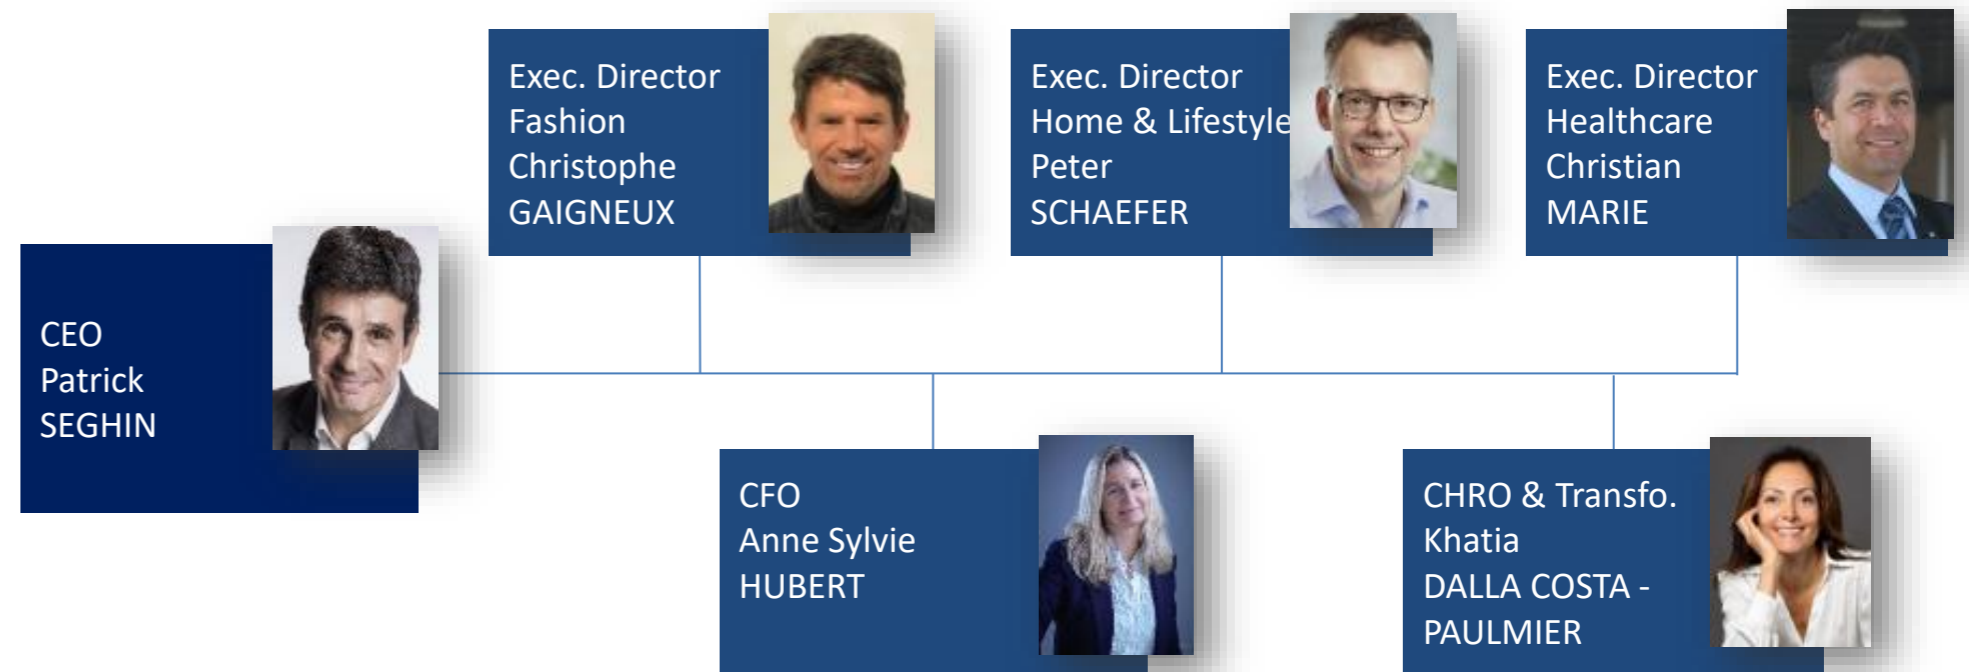 Exec. Director
Fashion
Christophe
GAIGNEUX
Exec. Director
Home & Lifestyle
Peter
SCHAEFER
Exec. Director
Healthcare
Christian
MARIE
CEO
Patrick
SEGHIN
CFO
Anne Sylvie
HUBERT
CHRO & Transfo.
Khatia
DALLA COSTA -
PAULMIER